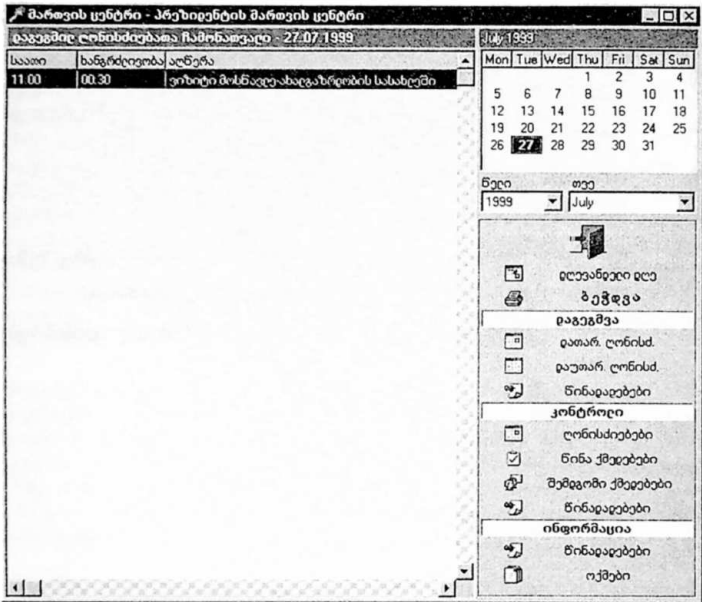 მართვის ცენტრი - პრეზიდენტის მართვის ცენტრი
დაგეგმილ ღონისძიებათა ჩამონათვალი - 27.07.1999
საათი ხანგრძლივობა აღწერა
11.00 00:30 ვიზიტი მოსწავლე-ახალგაზრდობის სასახლეში
July 1999
Mon Tue Wed Thu Fri Sat Sun
1 2 3 4
5 6 7 8 9 10 11
12 13 14 15 16 17 18
19 20 21 22 23 24 25
26 27 28 29 30 31
წელი თვე
1999 July
დღევანდელი დღე
ბეჭდვა
დაგეგმვა
დათარ. ღონისძ.
დაუთარ. ღონისძ.
წინადადებები
კონტროლი
ღონისძიებები
წინა ქმედებები
შემდგომი ქმედებები
წინადადებები
ინფორმაცია
წინადადებები
ოქმები